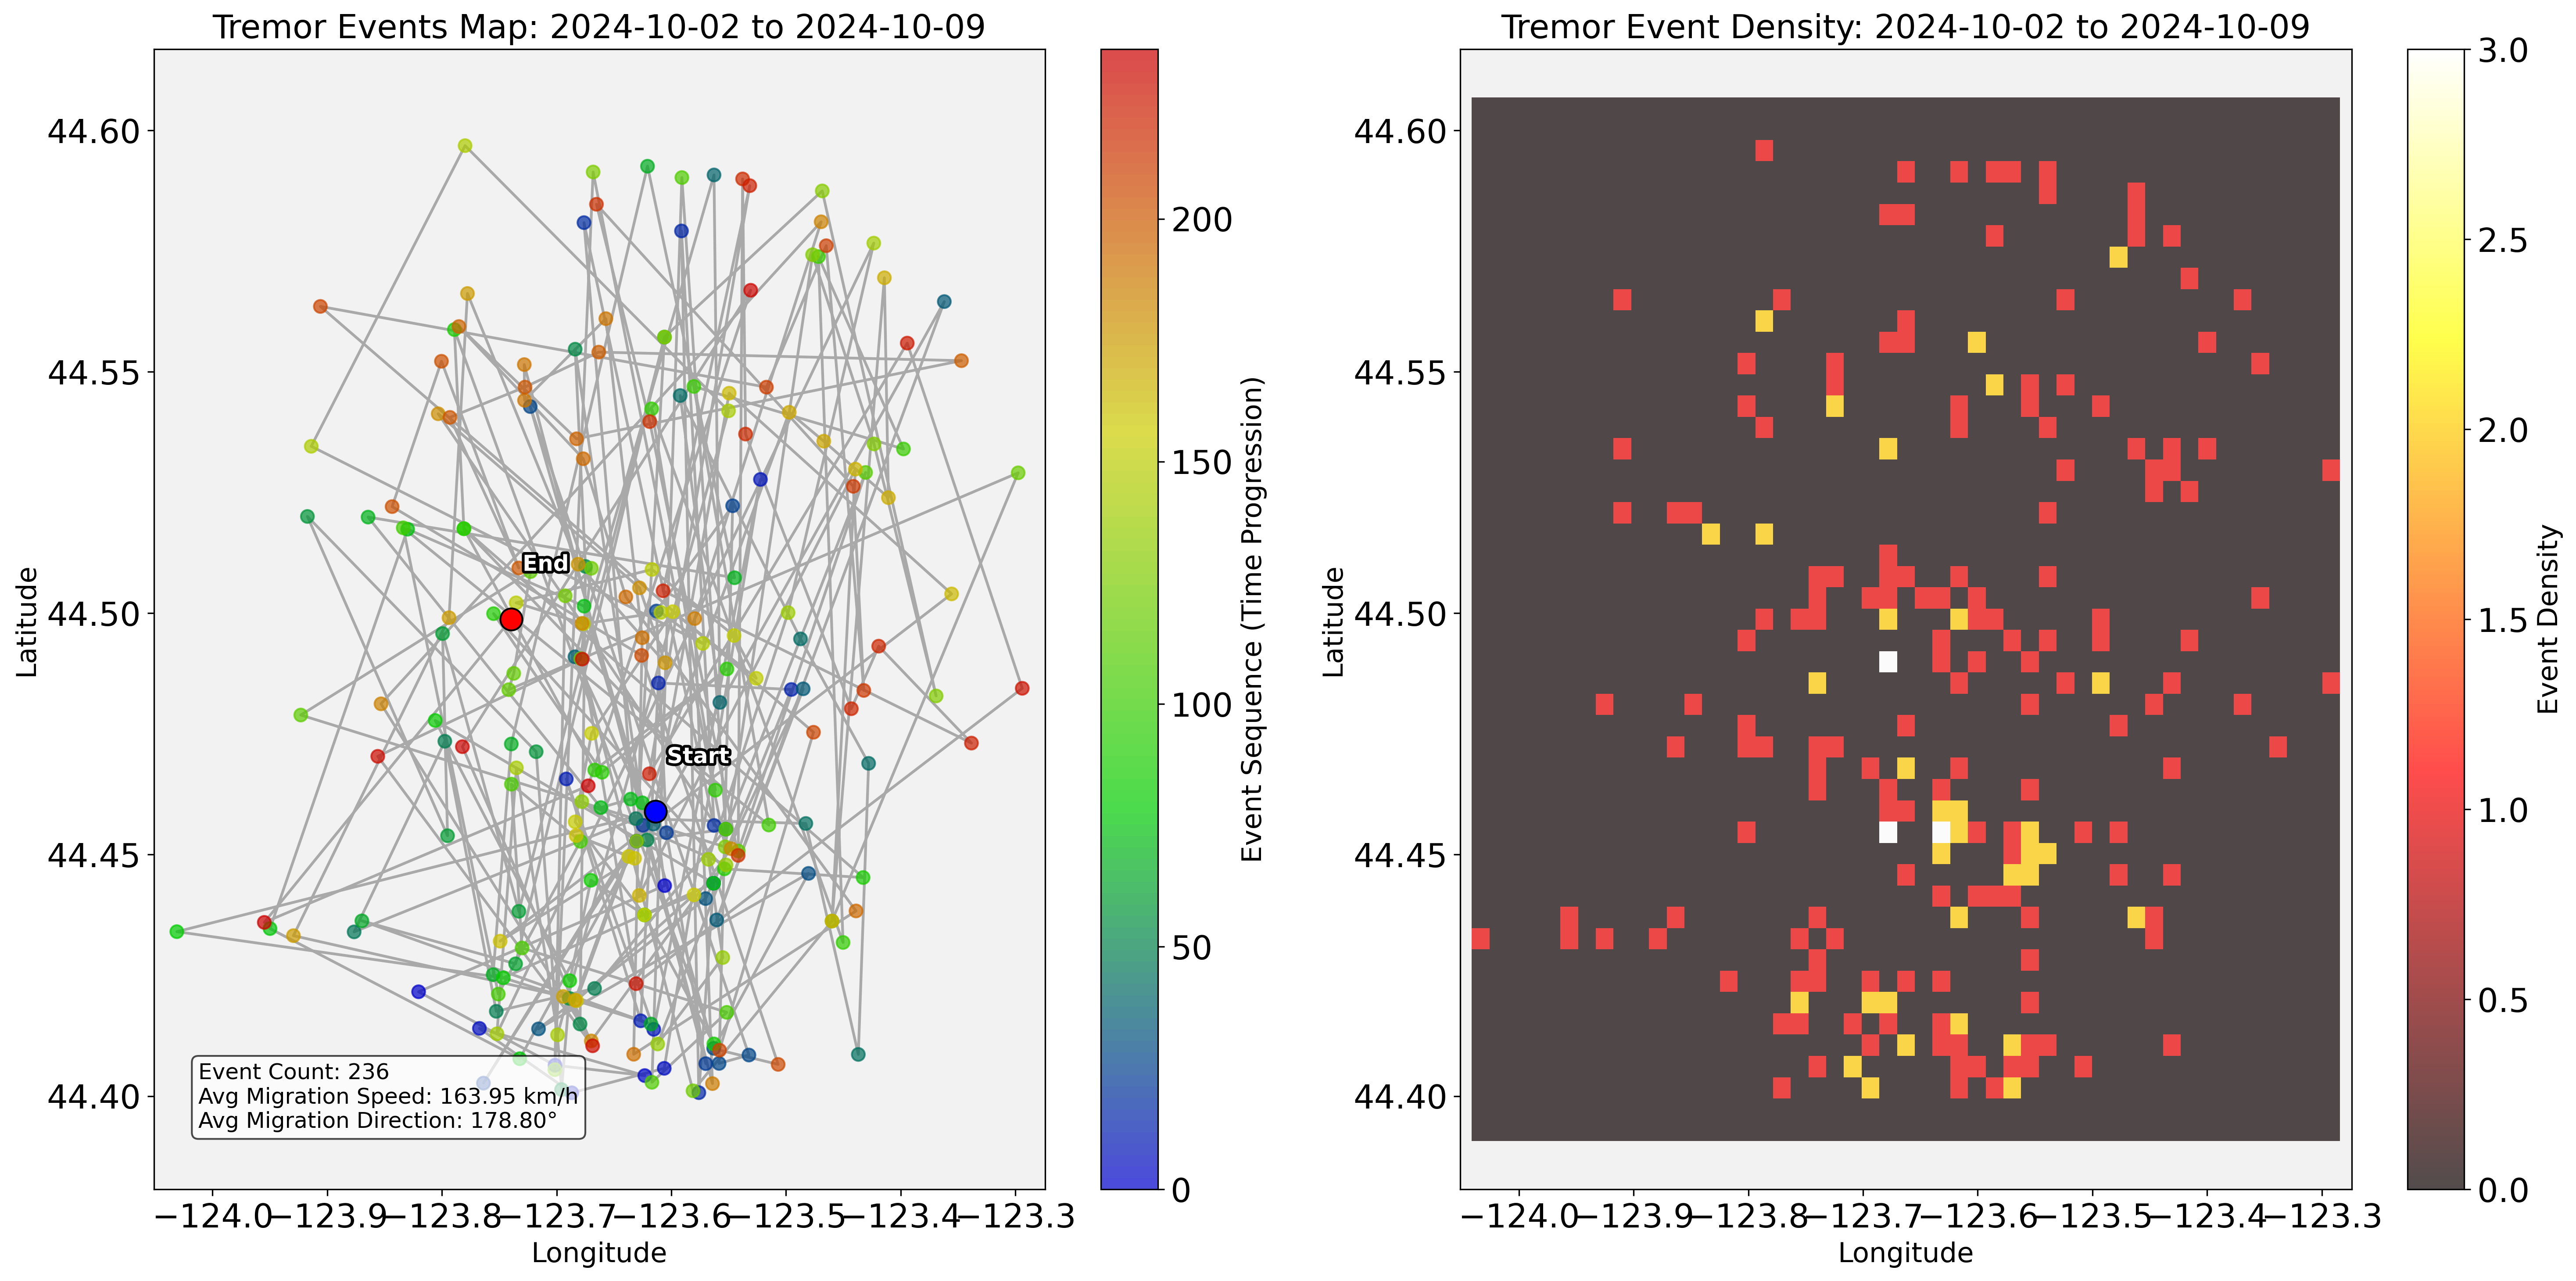 Tremor Events Map: 2024-10-02 to 2024-10-09
44.60
44.55
44.50
44.45
44.40
Latitude
End
Start
Event Count: 236
Avg Migration Speed: 163.95 km/h
Avg Migration Direction: 178.80°
−124.0 −123.9 −123.8 −123.7 −123.6 −123.5 −123.4 −123.3
Longitude
200
150
100
50
0
Event Sequence (Time Progression)
Tremor Event Density: 2024-10-02 to 2024-10-09
44.60
44.55
44.50
44.45
44.40
Latitude
−124.0 −123.9 −123.8 −123.7 −123.6 −123.5 −123.4 −123.3
Longitude
3.0
2.5
2.0
1.5
1.0
0.5
0.0
Event Density